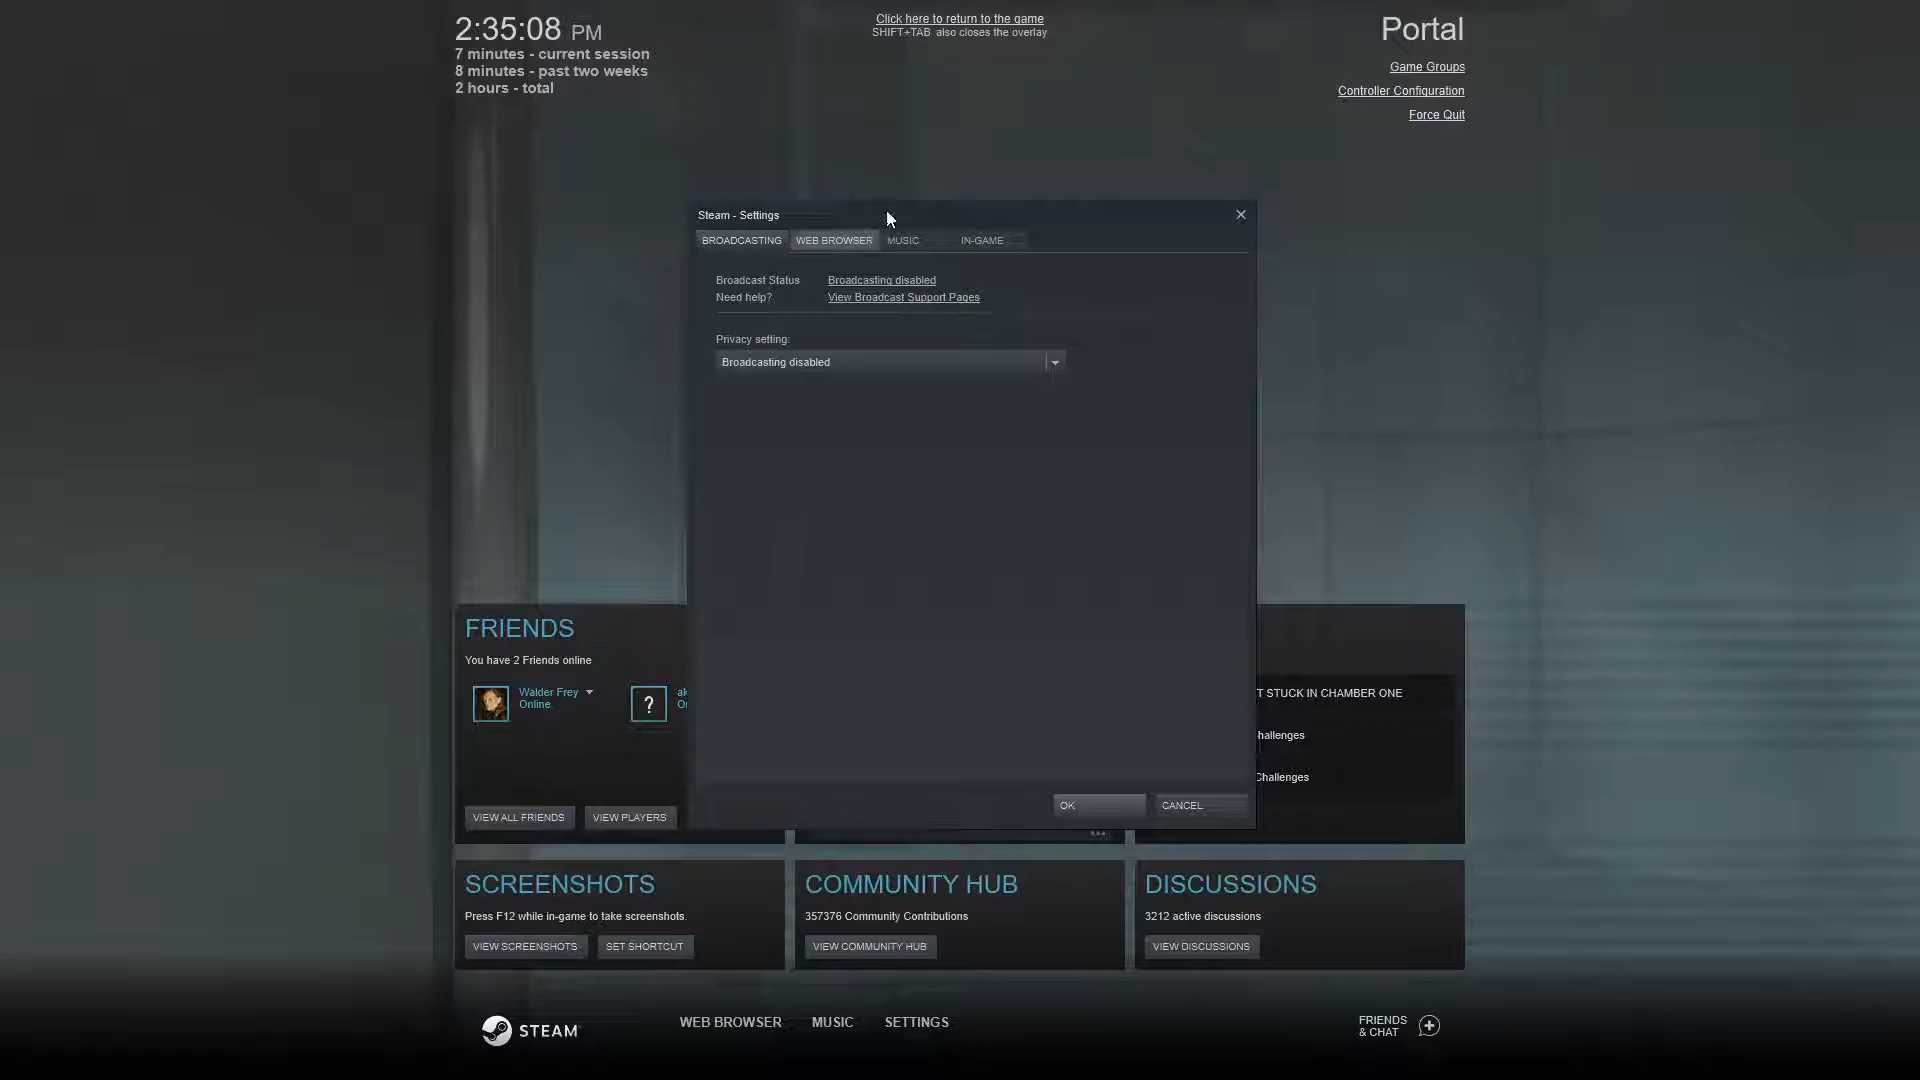 2:35:08 PM
7 minutes - current session
8 minutes - past two weeks
2 hours - total
Click here to return to the game
SHIFT+TAB also closes the overlay
Portal
Game Groups
Controller Configuration
Force Quit
Steam - Settings
BROADCASTING WEB BROWSER MUSIC IN-GAME
Broadcast Status Broadcasting disabled
Need help? View Broadcast Support Pages
Privacy setting:
Broadcasting disabled
OK CANCEL
FRIENDS
You have 2 Friends online
Walder Frey
Online
?
VIEW ALL FRIENDS VIEW PLAYERS
T STUCK IN CHAMBER ONE
hallenges
Challenges
SCREENSHOTS
Press F12 while in-game to take screenshots.
VIEW SCREENSHOTS SET SHORTCUT
COMMUNITY HUB
357376 Community Contributions
VIEW COMMUNITY HUB
DISCUSSIONS
3212 active discussions
VIEW DISCUSSIONS
STEAM
WEB BROWSER MUSIC SETTINGS
FRIENDS
& CHAT